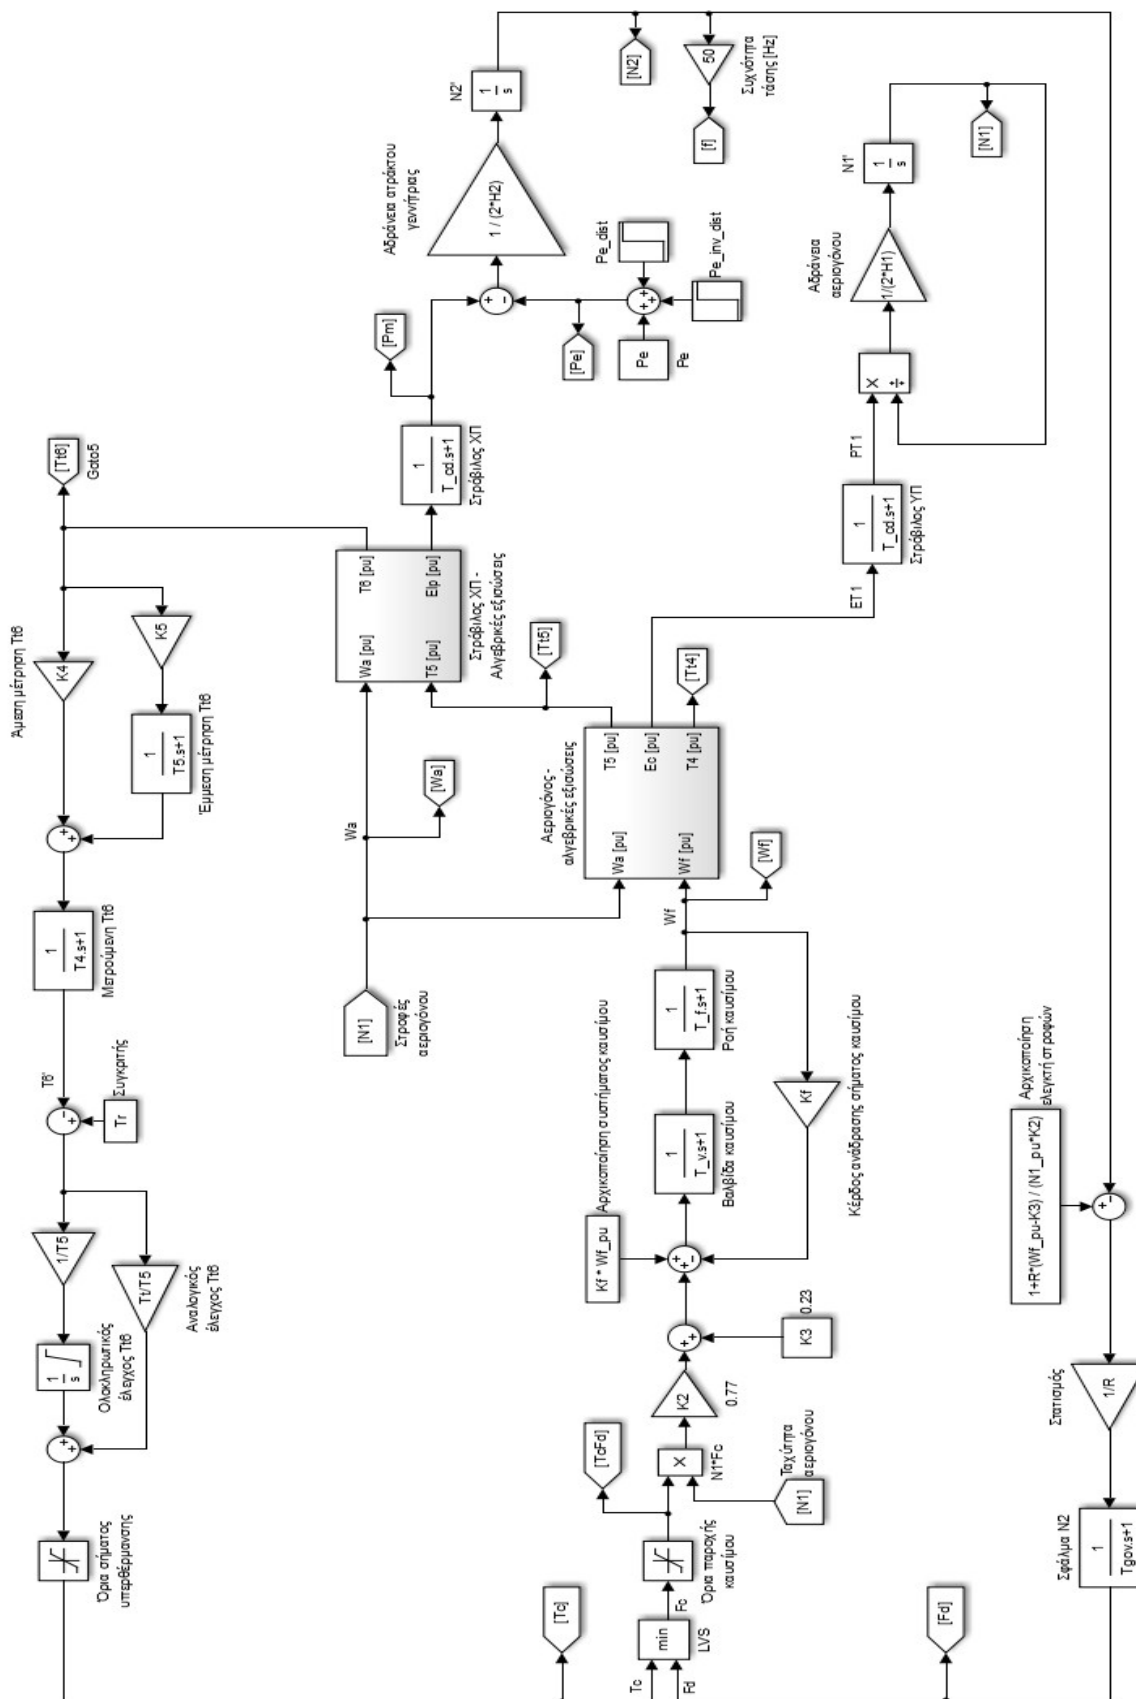 Όρια σήματος
υπερθέρμανσης
Ολοκληρωτικός
έλεγχος Tt6
1
s
1/T5
Tt/T5
Αναλογικός
έλεγχος Tt6
T6'
Tr
Συγκριτής
1
T4.s+1
Μετρούμενη Tt6
Άμεση μέτρηση Tt6
K4
K5
1
T5.s+1
Έμμεση μέτρηση Tt6
[Tt6]
Goto5
[N1]
Στροφές
αεριογόνου
Wa
[Wa]
Wa [pu]
T5 [pu]
T6 [pu]
Elp [pu]
Στρόβιλος ΧΠ -
Αλγεβρικές εξισώσεις
1
T_cd.s+1
Στρόβιλος ΧΠ
[Pm]
[Pe]
Pe
Pe
Pe_dist
Pe_inv_dist
Αδράνεια ατράκτου
γεννήτριας
1 / (2*H2)
N2'
1
s
[N2]
50
[f]
Συχνότητα
τάσης [Hz]
[Tc]
Tc
Fd
min
LVS
Fc
Όρια παροχής
καυσίμου
[TcFd]
X
N1*Fc
[N1]
Ταχύτητα
αεριογόνου
K2
0.77
K3
0.23
Kf * Wf_pu
Αρχικοποίηση συστήματος καυσίμου
1
T_v.s+1
Βαλβίδα καυσίμου
1
T_f.s+1
Ροή καυσίμου
Kf
Κέρδος ανάδρασης σήματος καυσίμου
Wf
[Wf]
Αεριογόνος -
αλγεβρικές εξισώσεις
Wa [pu]
Wf [pu]
T5 [pu]
Ec [pu]
T4 [pu]
[Tt5]
[Tt4]
ET1
1
T_cd.s+1
Στρόβιλος ΥΠ
PT1
X
÷
Αδράνεια
αεριογόνου
1/(2*H1)
N1'
1
s
[N1]
[Fd]
Σφάλμα N2
1
Tgov.s+1
Στατισμός
1/R
1+R*(Wf_pu-K3) / (N1_pu*K2)
Αρχικοποίηση
ελεγκτή στροφών